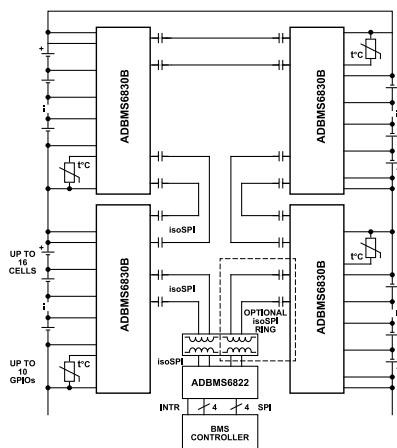 ADBMS6830B
ADBMS6830B
t°C
t°C
isoSPI
ADBMS6830B
ADBMS6830B
t°C
UP TO
16
CELLS
isoSPI
OPTIONAL
isoSPI
RING
isoSPI
UP TO
10
GPIOs
t°C
ADBMS6822
INTR
4
4
SPI
BMS
CONTROLLER